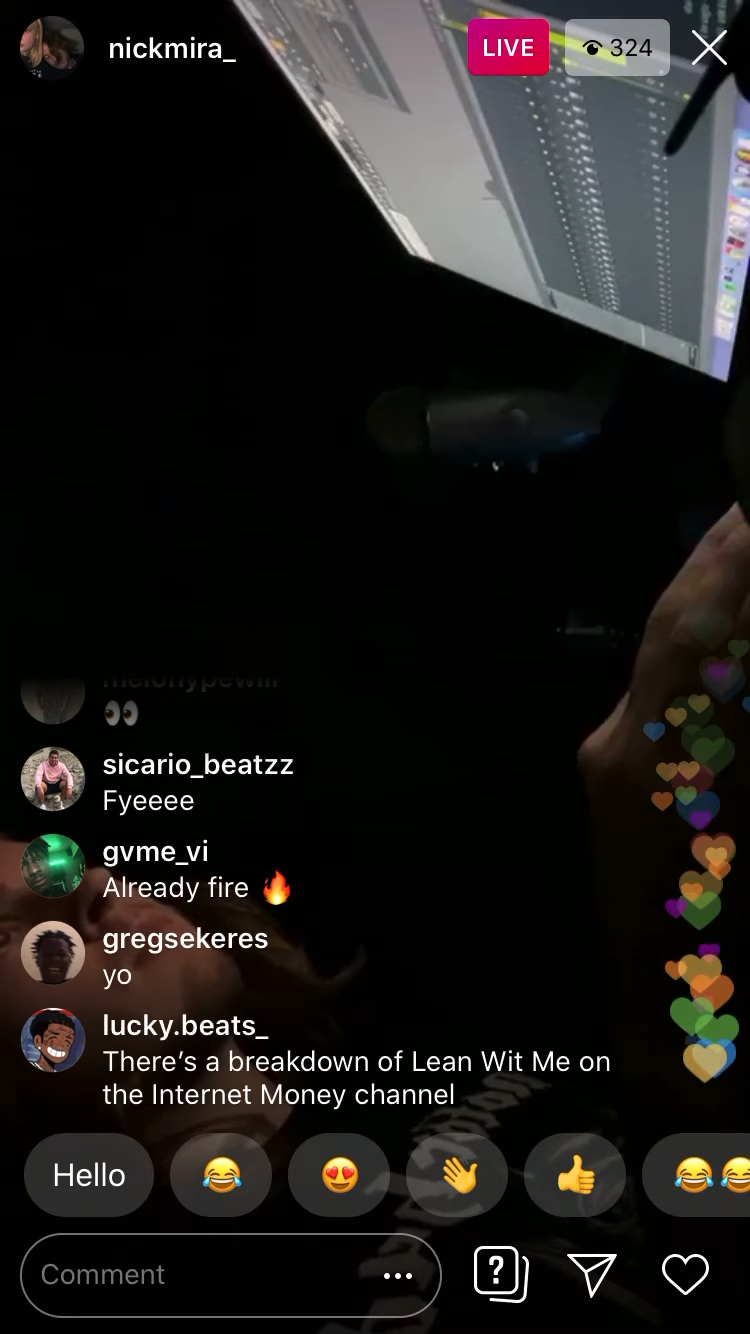 nickmira_
LIVE
324
👀
sicario_beatzz
Fyeeee
gvme_vi
Already fire 🔥
gregsekeres
yo
lucky.beats_
There's a breakdown of Lean Wit Me on
the Internet Money channel
Hello
Comment